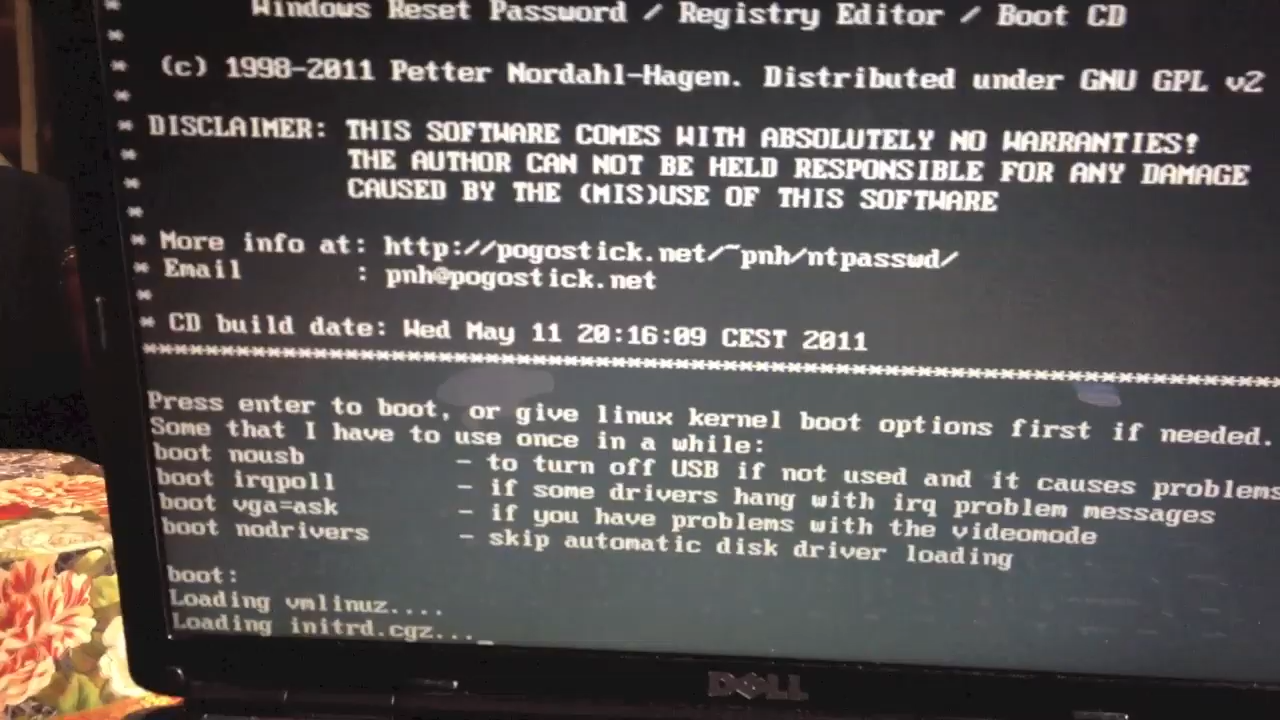 * Windows Reset Password / Registry Editor / Boot CD
*
* (c) 1998-2011 Petter Nordahl-Hagen. Distributed under GNU GPL v2
*
* DISCLAIMER: THIS SOFTWARE COMES WITH ABSOLUTELY NO WARRANTIES!
* THE AUTHOR CAN NOT BE HELD RESPONSIBLE FOR ANY DAMAGE
* CAUSED BY THE (MIS)USE OF THIS SOFTWARE
*
* More info at: http://pogostick.net/~pnh/ntpasswd/
* Email : pnh@pogostick.net
*
* CD build date: Wed May 11 20:16:09 CEST 2011
***************************************************************************
Press enter to boot, or give linux kernel boot options first if needed.
Some that I have to use once in a while:
boot nousb - to turn off USB if not used and it causes problems
boot irqpoll - if some drivers hang with irq problem messages
boot vga=ask - if you have problems with the videomode
boot nodrivers - skip automatic disk driver loading
boot:
Loading vmlinuz....
Loading initrd.cgz..._
DELL